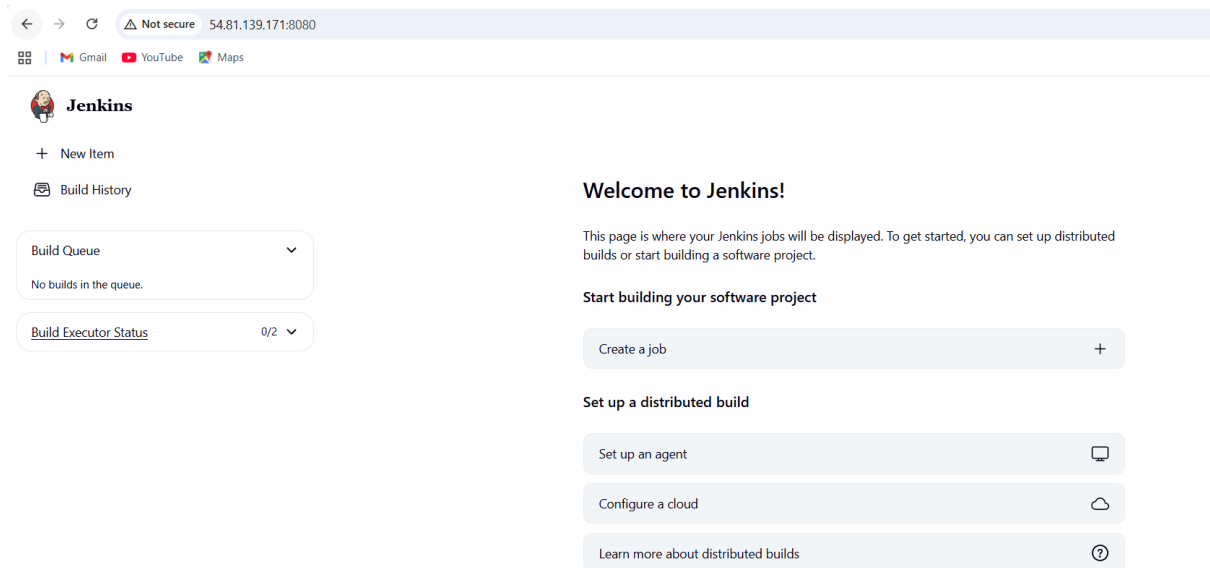 Not secure 54.81.139.171:8080
Gmail YouTube Maps
Jenkins
New Item
Build History
Build Queue
No builds in the queue.
Build Executor Status 0/2
Welcome to Jenkins!
This page is where your Jenkins jobs will be displayed. To get started, you can set up distributed
builds or start building a software project.
Start building your software project
Create a job
Set up a distributed build
Set up an agent
Configure a cloud
Learn more about distributed builds